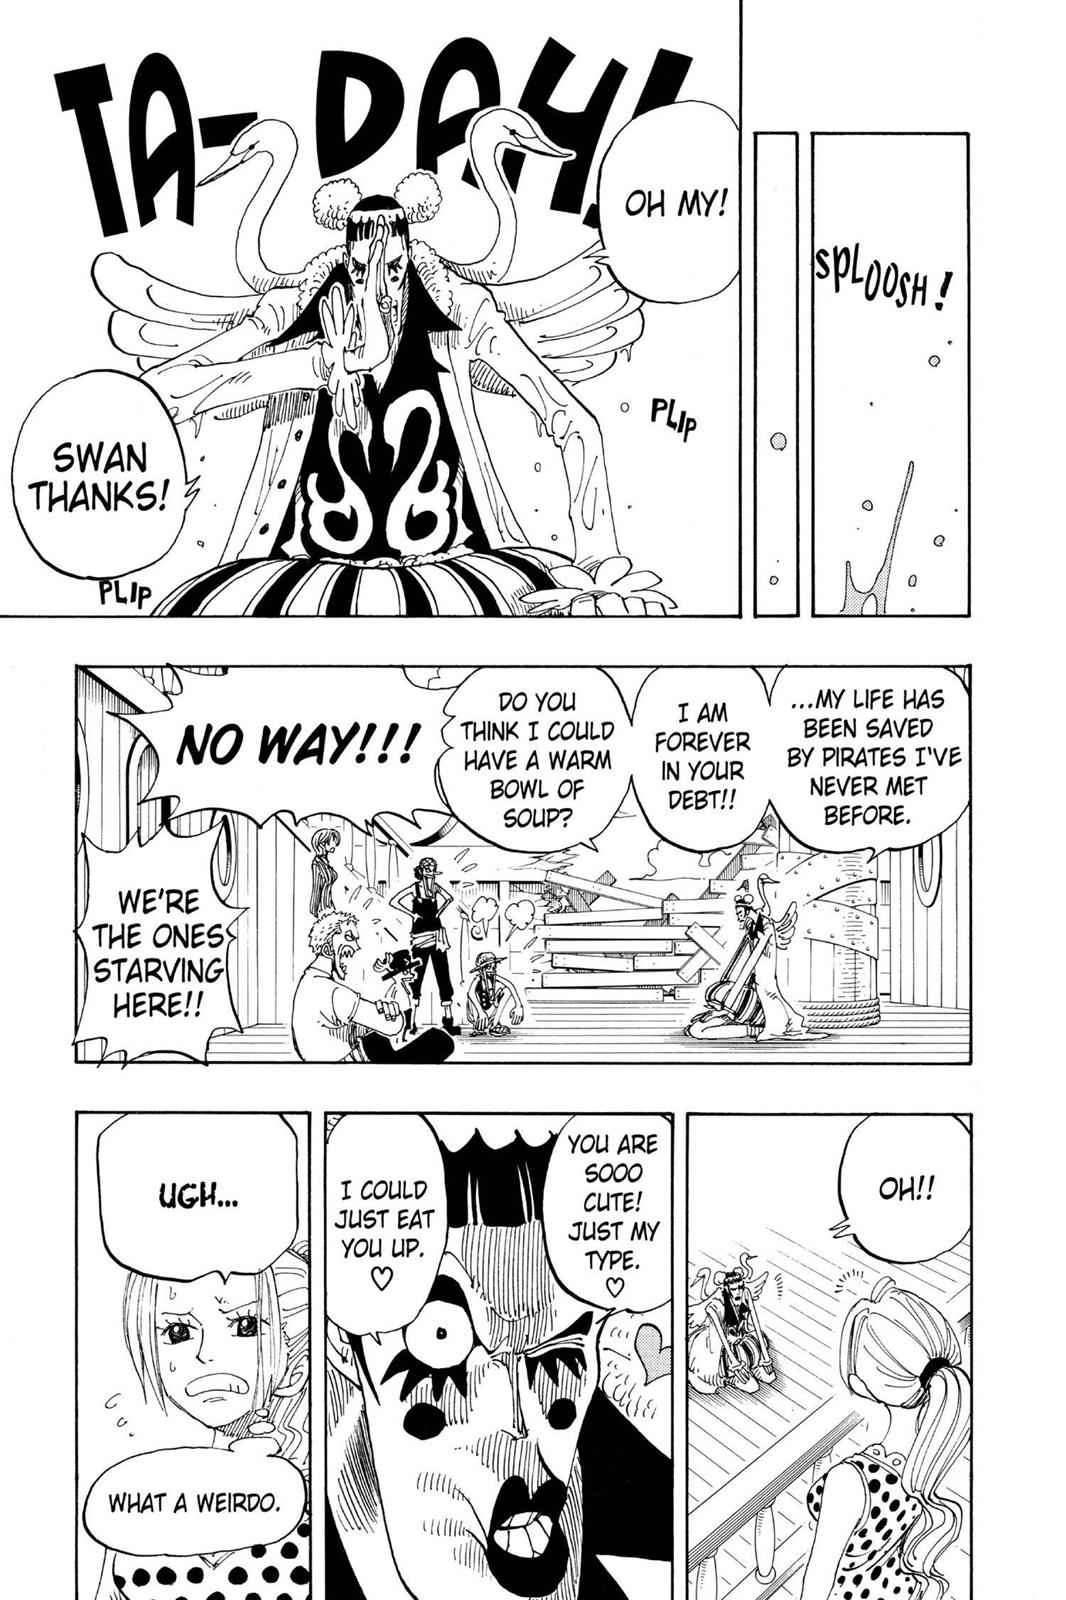 SPLOOSH!
TA-DAH!
OH MY!
SWAN
THANKS!
PLIP
PLIP
...MY LIFE HAS
BEEN SAVED
BY PIRATES I'VE
NEVER MET
BEFORE.
I AM
FOREVER
IN YOUR
DEBT!!
DO YOU
THINK I COULD
HAVE A WARM
BOWL OF
SOUP?
NO WAY!!!
WE'RE
THE ONES
STARVING
HERE!!
OH!!
YOU ARE
SOOO
CUTE!
JUST MY
TYPE.
♡
I COULD
JUST EAT
YOU UP.
♡
UGH...
WHAT A WEIRDO.